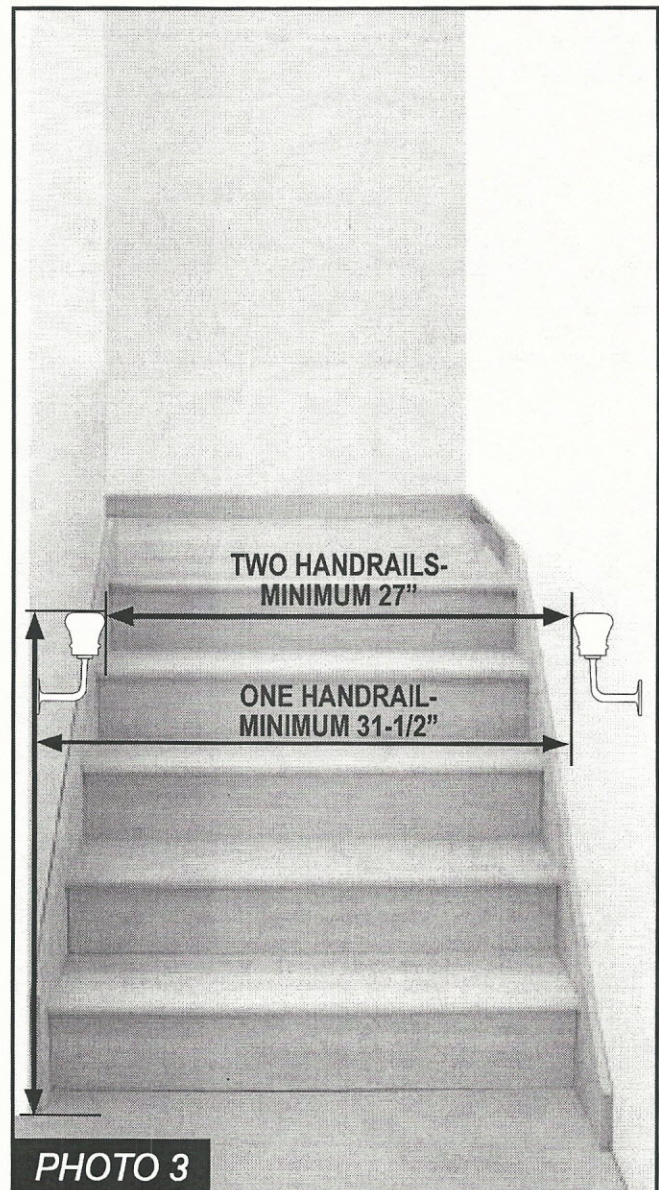 TWO HANDRAILS-
MINIMUM 27”
ONE HANDRAIL-
MINIMUM 31-1/2”
PHOTO 3